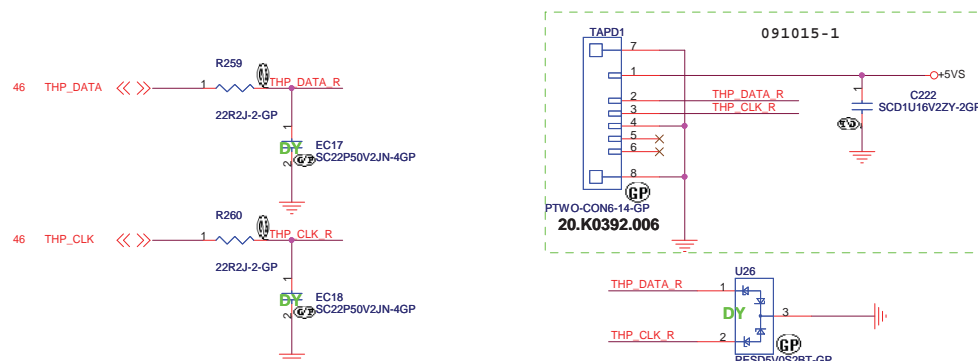 46 THP_DATA
R259
1
THP_DATA_R
22R2J-2-GP
1
DY
2
EC17
SC22P50V2JN-4GP
46 THP_CLK
R260
1
THP_CLK_R
22R2J-2-GP
1
DY
2
EC18
SC22P50V2JN-4GP
TAPD1
091015-1
7
1
+5VS
2
THP_DATA_R
3
THP_CLK_R
4
5
6
8
1
C222
SCD1U16V2ZY-2GP
GP
PTWO-CON6-14-GP
20.K0392.006
U26
THP_DATA_R
1
DY
3
THP_CLK_R
2
GP
PESD5V0S2BT-GP